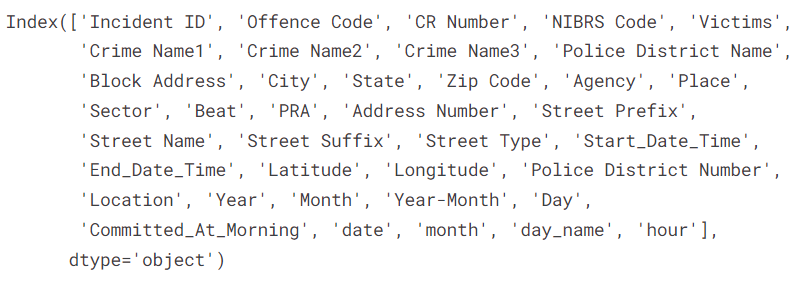 Index(['Incident ID', 'Offence Code', 'CR Number', 'NIBRS Code', 'Victims',
'Crime Name1', 'Crime Name2', 'Crime Name3', 'Police District Name',
'Block Address', 'City', 'State', 'Zip Code', 'Agency', 'Place',
'Sector', 'Beat', 'PRA', 'Address Number', 'Street Prefix',
'Street Name', 'Street Suffix', 'Street Type', 'Start_Date_Time',
'End_Date_Time', 'Latitude', 'Longitude', 'Police District Number',
'Location', 'Year', 'Month', 'Year-Month', 'Day',
'Committed_At_Morning', 'date', 'month', 'day_name', 'hour'],
dtype='object')